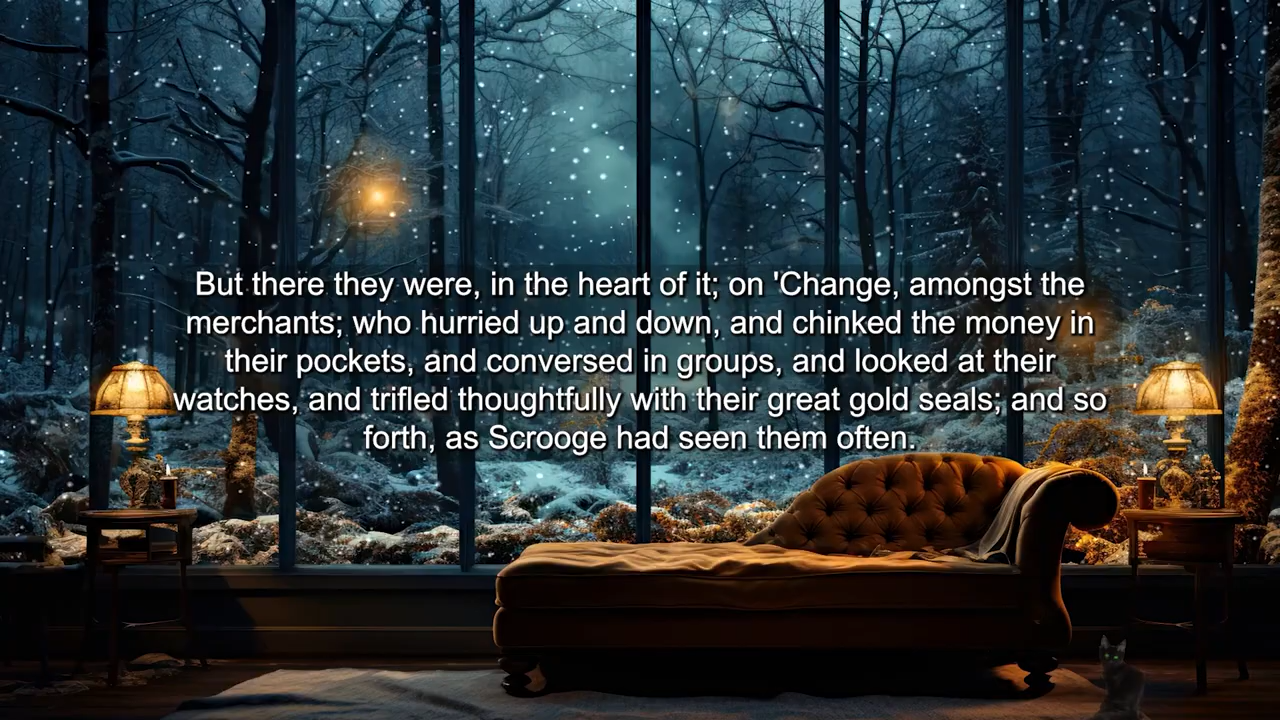 But there they were, in the heart of it; on 'Change, amongst the
merchants; who hurried up and down, and chinked the money in
their pockets, and conversed in groups, and looked at their
watches, and trifled thoughtfully with their great gold seals; and so
forth, as Scrooge had seen them often.